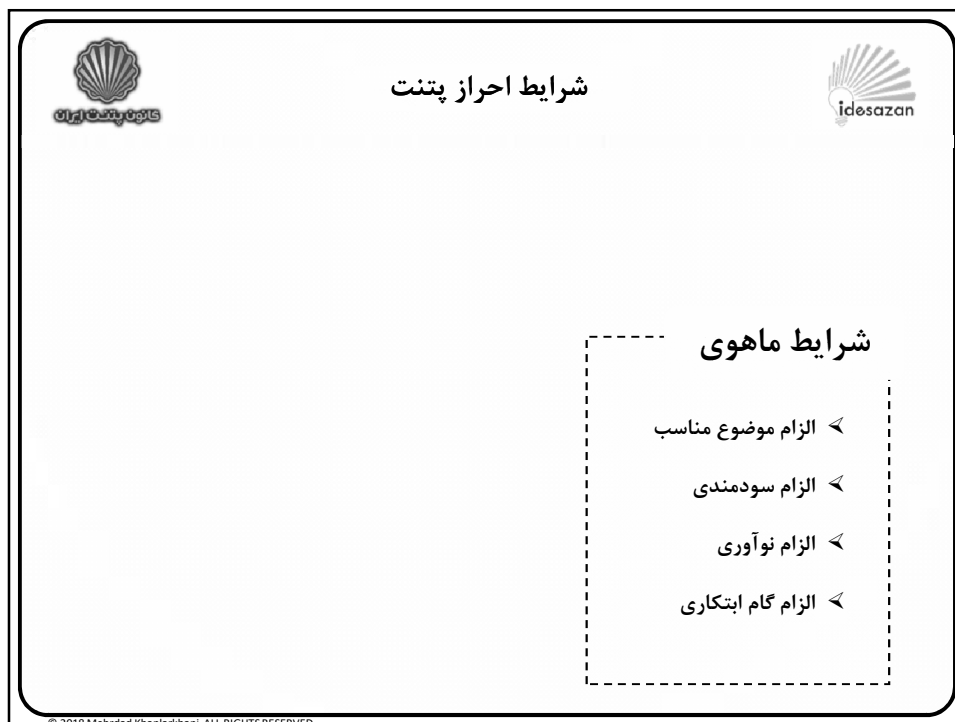 کانون پتنت ایران
شرایط احراز پتنت
idesazan
شرایط ماهوی
الزام موضوع مناسب
الزام سودمندی
الزام نوآوری
الزام گام ابتکاری